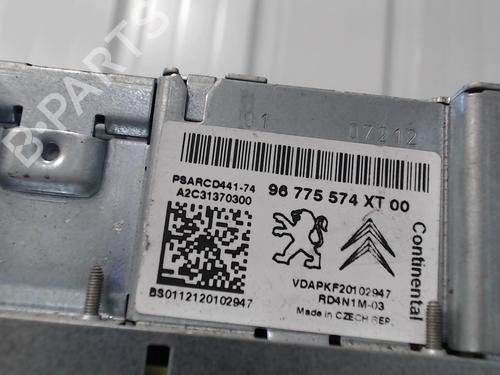 01 07212
PSARCD441-74
A2C31370300
96 775 574 XT 00
Continental
VDAPKF20102947
RD4N1M-03
BS0112120102947
Made in CZECH REP.
B-PARTS